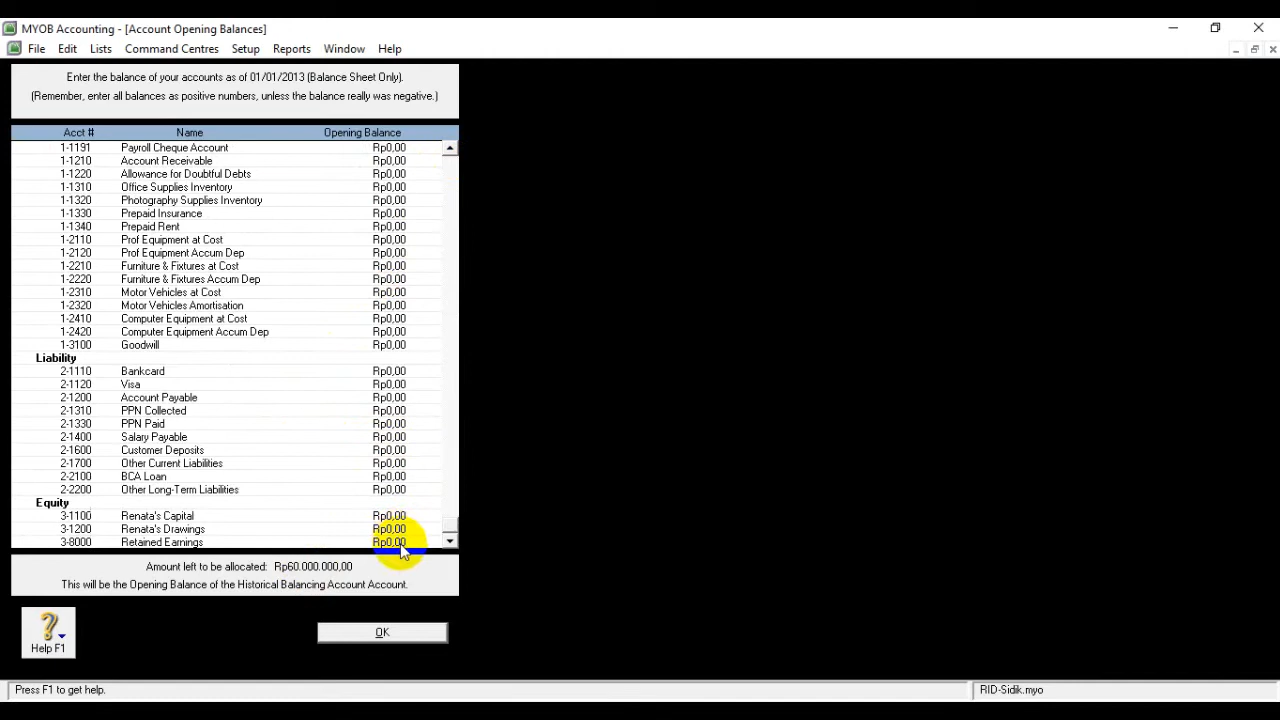 MYOB Accounting - [Account Opening Balances]
File Edit Lists Command Centres Setup Reports Window Help
Enter the balance of your accounts as of 01/01/2013 (Balance Sheet Only).
(Remember, enter all balances as positive numbers, unless the balance really was negative.)
Acct # Name Opening Balance
1-1191 Payroll Cheque Account Rp0,00
1-1210 Account Receivable Rp0,00
1-1220 Allowance for Doubtful Debts Rp0,00
1-1310 Office Supplies Inventory Rp0,00
1-1320 Photography Supplies Inventory Rp0,00
1-1330 Prepaid Insurance Rp0,00
1-1340 Prepaid Rent Rp0,00
1-2110 Prof Equipment at Cost Rp0,00
1-2120 Prof Equipment Accum Dep Rp0,00
1-2210 Furniture & Fixtures at Cost Rp0,00
1-2220 Furniture & Fixtures Accum Dep Rp0,00
1-2310 Motor Vehicles at Cost Rp0,00
1-2320 Motor Vehicles Amortisation Rp0,00
1-2410 Computer Equipment at Cost Rp0,00
1-2420 Computer Equipment Accum Dep Rp0,00
1-3100 Goodwill Rp0,00
Liability
2-1110 Bankcard Rp0,00
2-1120 Visa Rp0,00
2-1200 Account Payable Rp0,00
2-1310 PPN Collected Rp0,00
2-1330 PPN Paid Rp0,00
2-1400 Salary Payable Rp0,00
2-1600 Customer Deposits Rp0,00
2-1700 Other Current Liabilities Rp0,00
2-2100 BCA Loan Rp0,00
2-2200 Other Long-Term Liabilities Rp0,00
Equity
3-1100 Renata's Capital Rp0,00
3-1200 Renata's Drawings Rp0,00
3-8000 Retained Earnings Rp0,00
Amount left to be allocated: Rp60.000.000,00
This will be the Opening Balance of the Historical Balancing Account Account.
OK
Help F1
Press F1 to get help.
RID-Sidik.myo